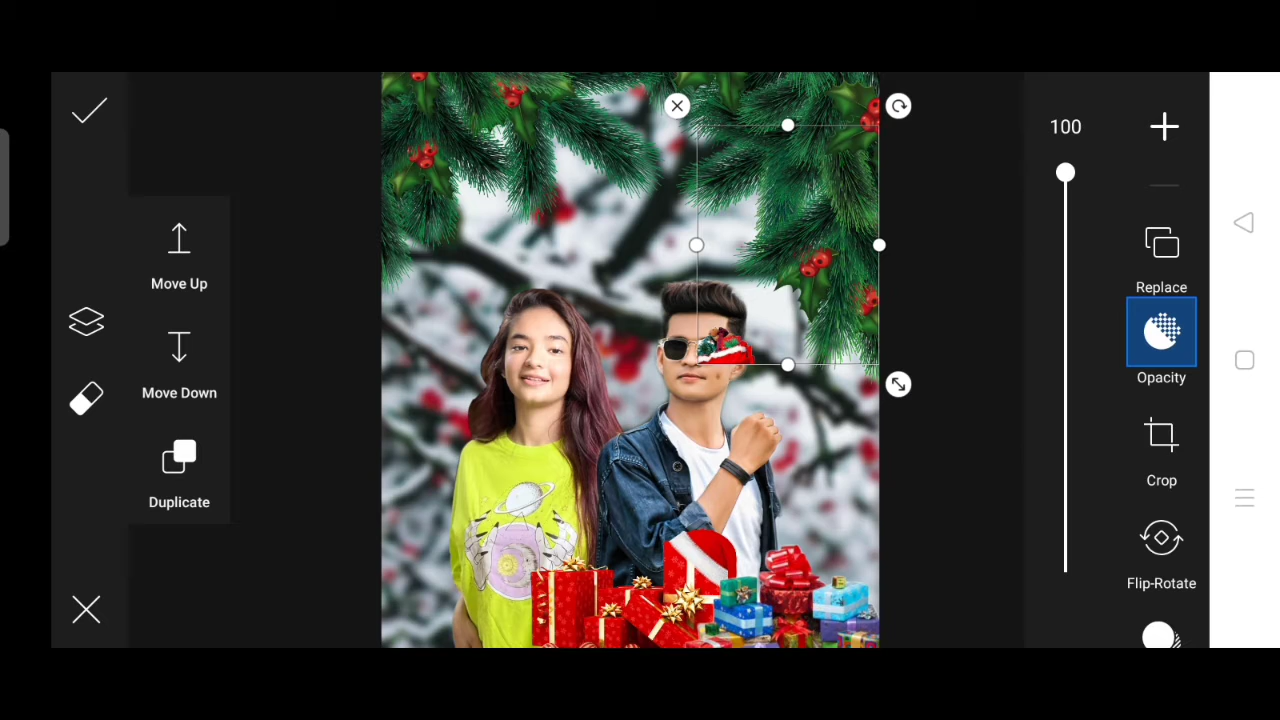 100
Move Up
Replace
Move Down
Opacity
Crop
Duplicate
Flip-Rotate